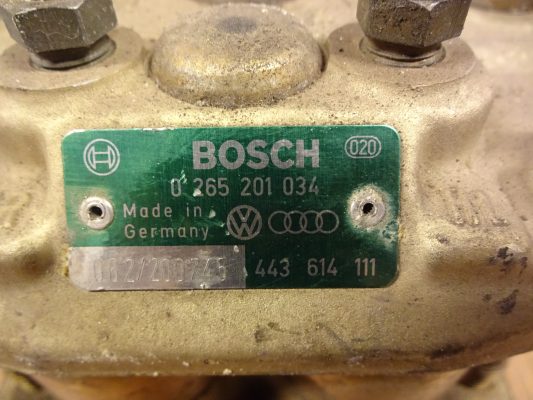 BOSCH
020
0 265 201 034
Made in
Germany
443 614 111